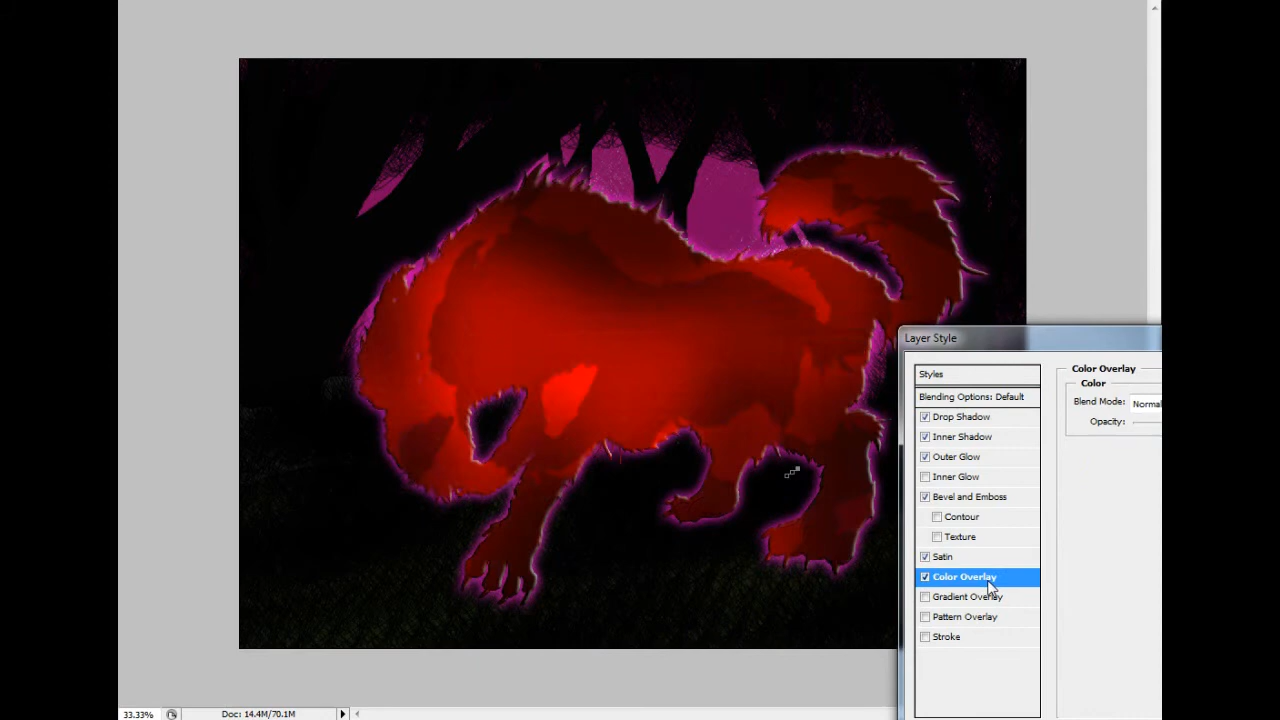 Layer Style
Styles
Blending Options: Default
Drop Shadow
Inner Shadow
Outer Glow
Inner Glow
Bevel and Emboss
Contour
Texture
Satin
Color Overlay
Gradient Overlay
Pattern Overlay
Stroke
Color Overlay
Color
Blend Mode: Normal
Opacity:
33.33% Doc: 14.4M/70.1M